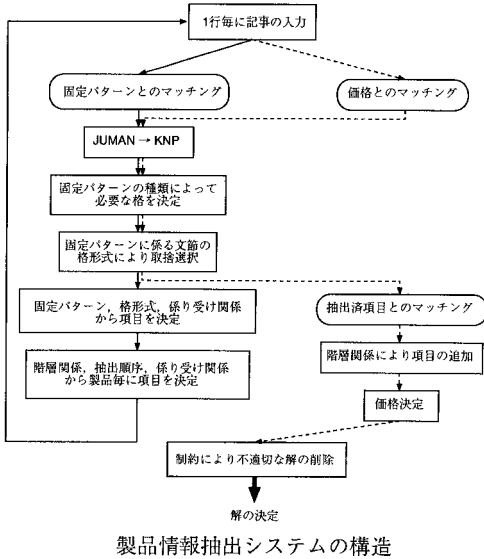 1行毎に記事の入力
固定パターンとのマッチング
価格とのマッチング
JUMAN → KNP
固定パターンの種類によって
必要な格を決定
固定パターンに係る文節の
格形式により取捨選択
固定パターン，格形式，係り受け関係
から項目を決定
抽出済項目とのマッチング
階層関係，抽出順序，係り受け関係
から製品毎に項目を決定
階層関係により項目の追加
価格決定
制約により不適切な解の削除
解の決定
製品情報抽出システムの構造